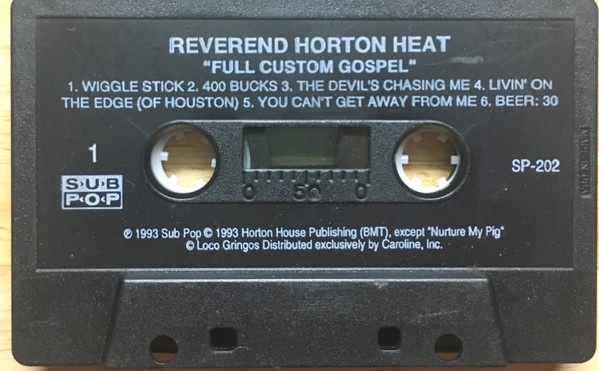 REVEREND HORTON HEAT
"FULL CUSTOM GOSPEL"
1. WIGGLE STICK 2. 400 BUCKS 3. THE DEVIL'S CHASING ME 4. LIVIN' ON
THE EDGE (OF HOUSTON) 5. YOU CAN'T GET AWAY FROM ME 6. BEER: 30
1
SUB
POP
0 50 0
SP-202
MADE IN USA
℗ 1993 Sub Pop © 1993 Horton House Publishing (BMT), except "Nurture My Pig"
© Loco Gringos Distributed exclusively by Caroline, Inc.